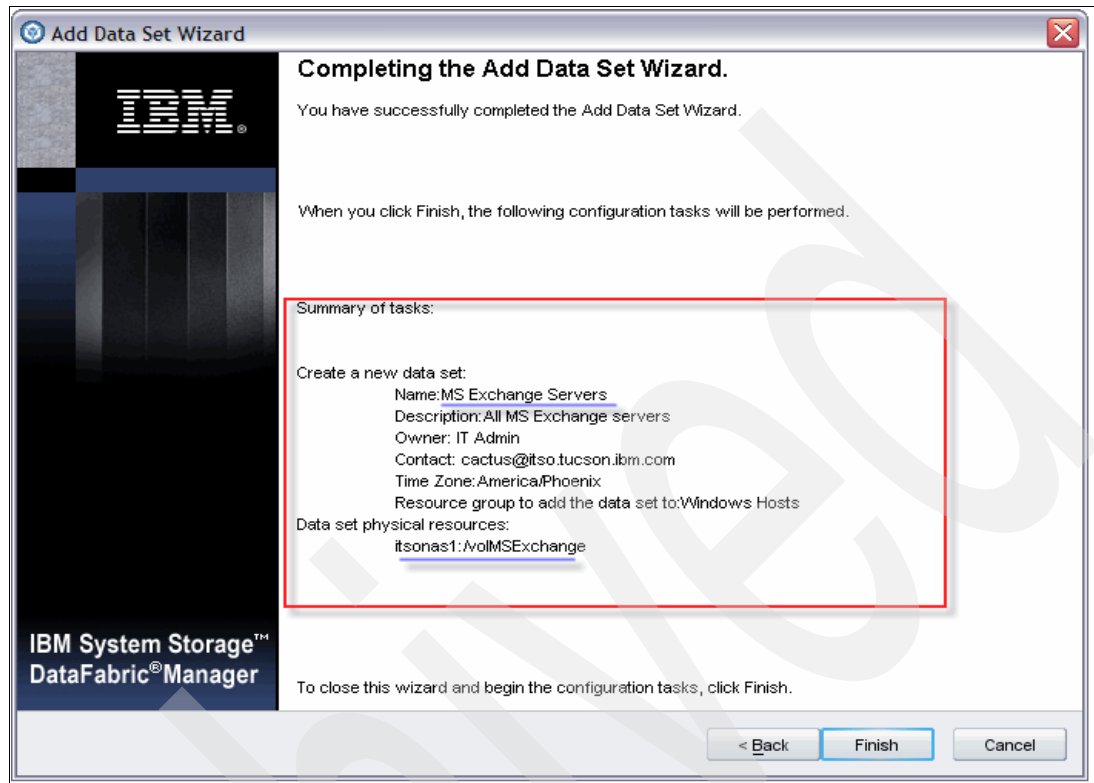 Add Data Set Wizard
IBM®
Completing the Add Data Set Wizard.
You have successfully completed the Add Data Set Wizard.
When you click Finish, the following configuration tasks will be performed.
Summary of tasks:
Create a new data set:
Name:MS Exchange Servers
Description:All MS Exchange servers
Owner: IT Admin
Contact: cactus@itso.tucson.ibm.com
Time Zone:America/Phoenix
Resource group to add the data set to:Windows Hosts
Data set physical resources:
itsonas1:/volMSExchange
IBM System Storage™
DataFabric®Manager
To close this wizard and begin the configuration tasks, click Finish.
< Back
Finish
Cancel